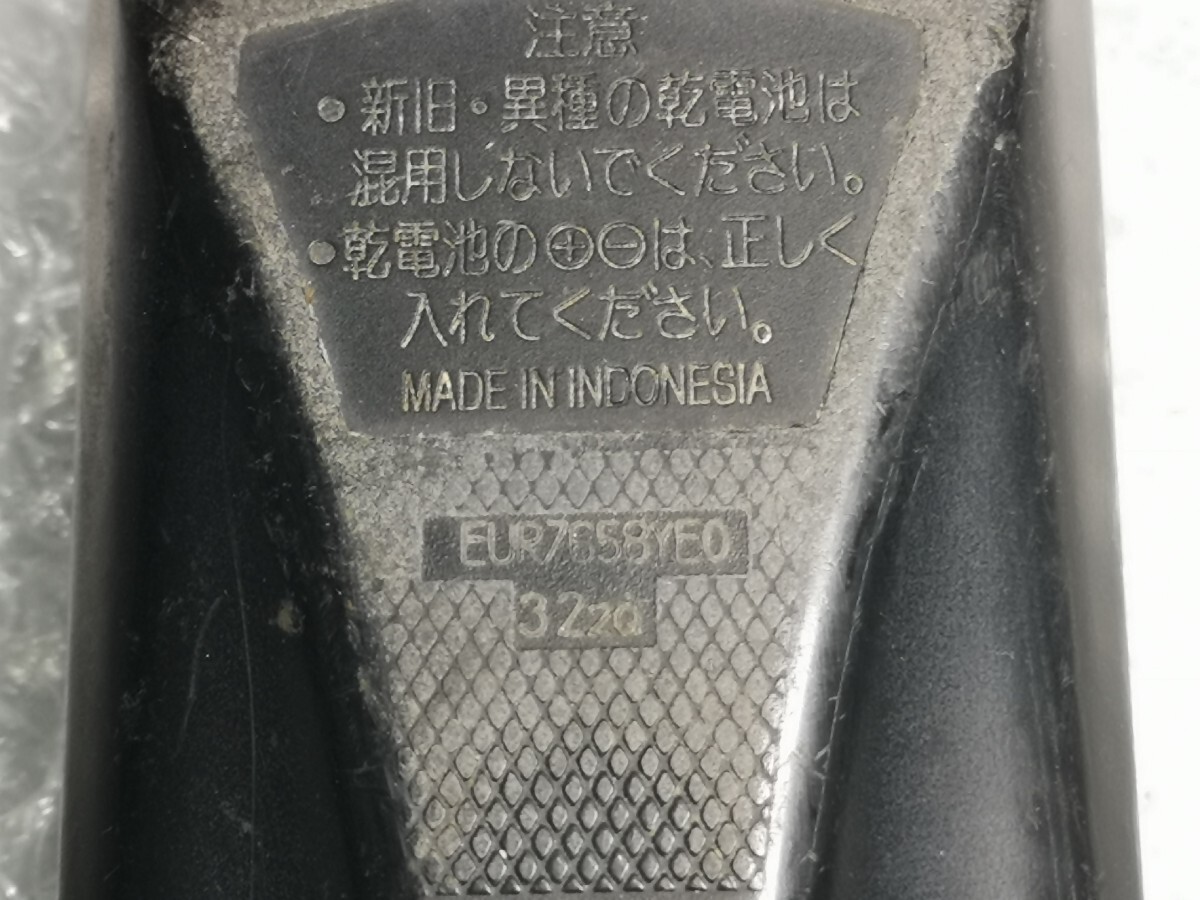 注意
• 新旧・異種の乾電池は
混用しないでください。
• 乾電池の⊕⊖は、正しく
入れてください。
MADE IN INDONESIA
EUR7658YE0
3 Zza